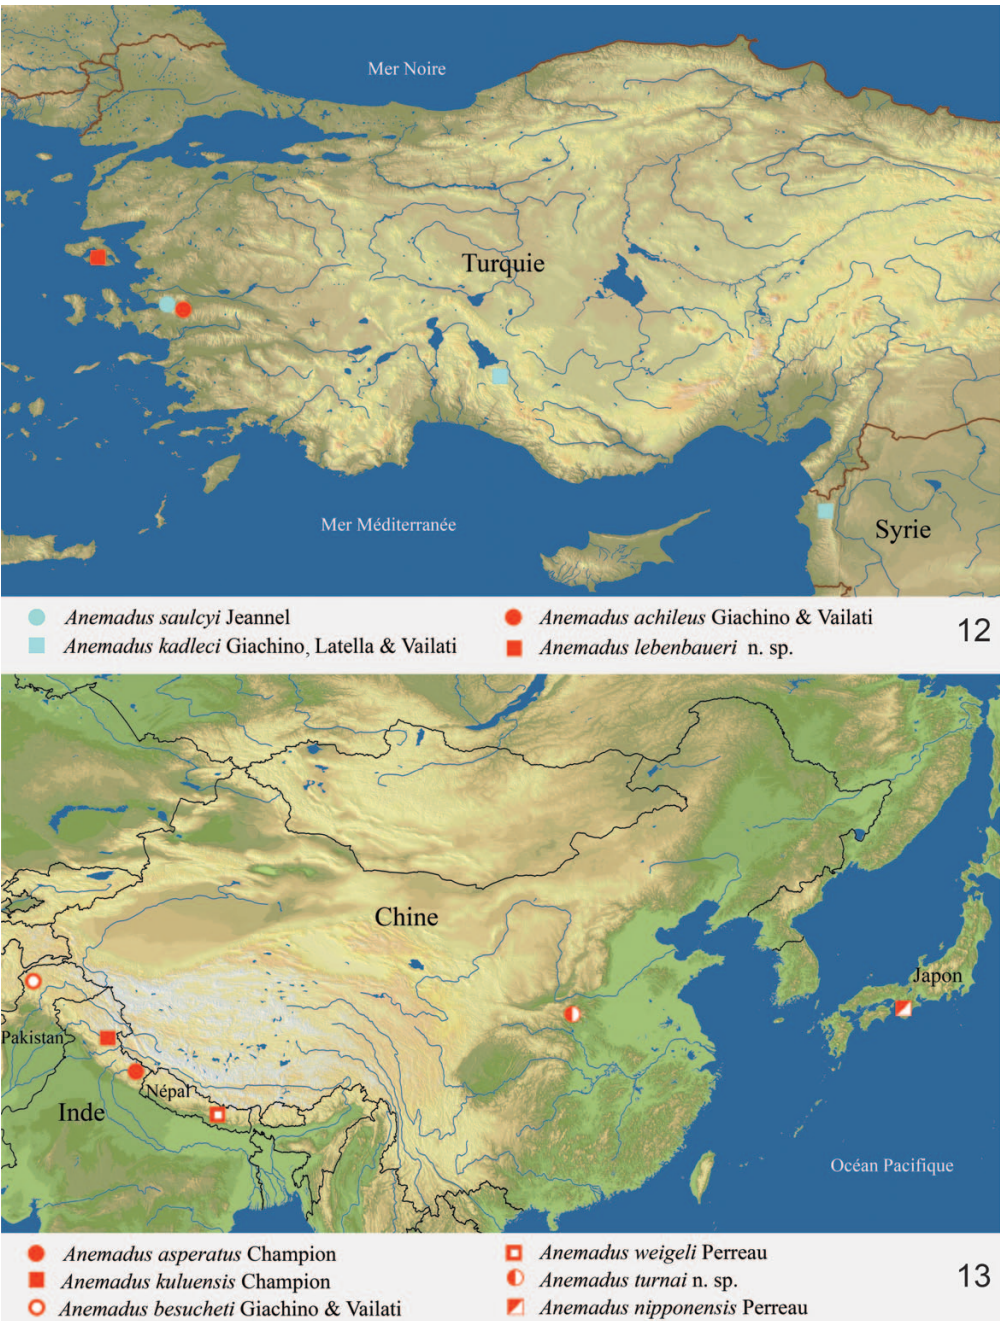 Mer Noire
Turquie
Mer Méditerranée
Syrie
Anemadus saulcyi Jeannel
Anemadus kadleci Giachino, Latella & Vailati
Anemadus achileus Giachino & Vailati
Anemadus lebenbaueri n. sp.
12
Chine
Japon
Pakistan
Népal
Inde
Océan Pacifique
Anemadus asperatus Champion
Anemadus kuluensis Champion
Anemadus besucheti Giachino & Vailati
Anemadus weigeli Perreau
Anemadus turnai n. sp.
Anemadus nipponensis Perreau
13